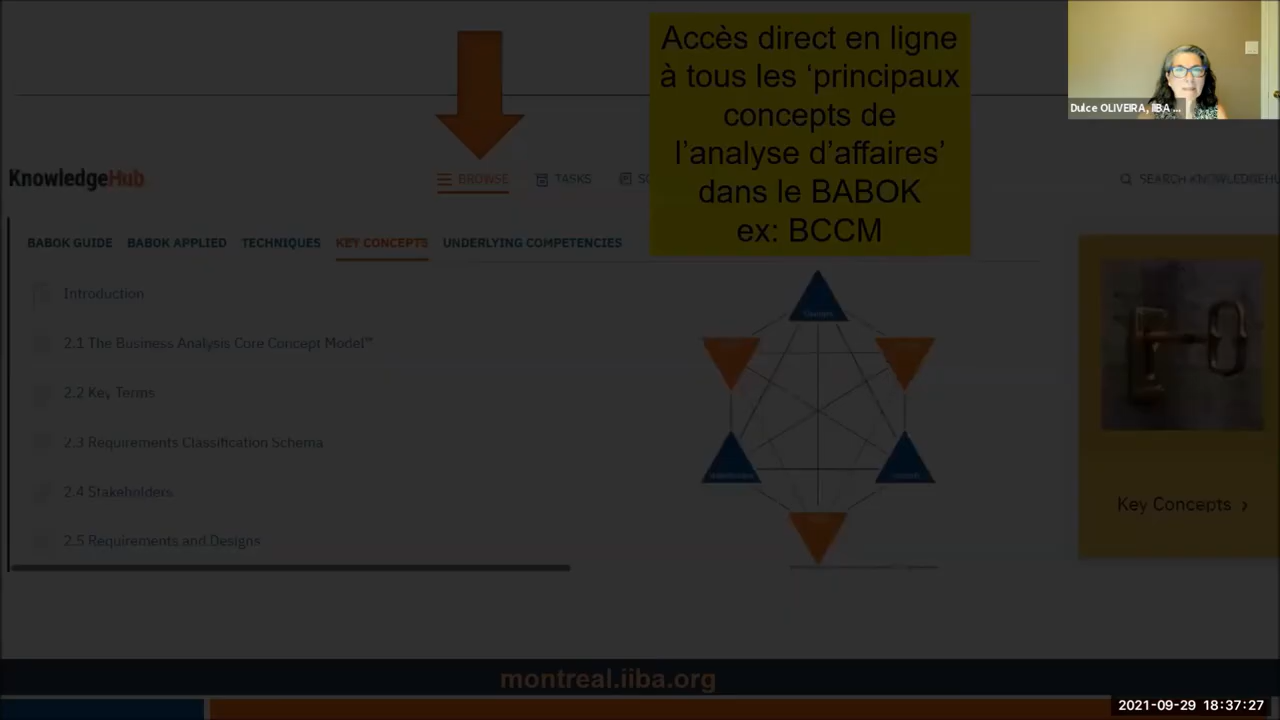 Accès direct en ligne
à tous les ‘principaux
concepts de
l’analyse d’affaires’
dans le BABOK
ex: BCCM
Dulce OLIVEIRA, IIBA ...
KnowledgeHub
BROWSE
TASKS
SEARCH KNOWLEDGEHU
BABOK GUIDE
BABOK APPLIED
TECHNIQUES
KEY CONCEPTS
UNDERLYING COMPETENCIES
Introduction
2.1 The Business Analysis Core Concept Model™
2.2 Key Terms
2.3 Requirements Classification Schema
2.4 Stakeholders
2.5 Requirements and Designs
Key Concepts ›
montreal.iiba.org
2021-09-29 18:37:27